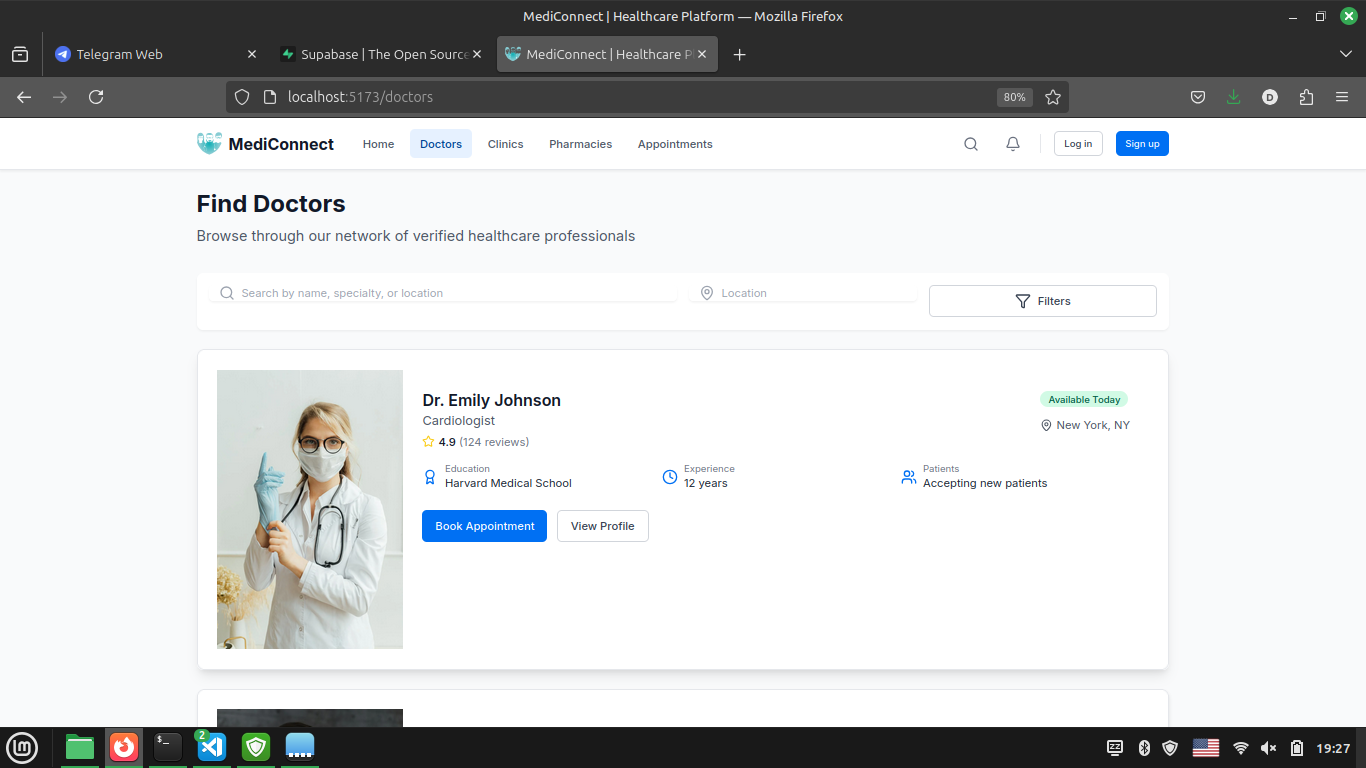 MediConnect | Healthcare Platform — Mozilla Firefox
Telegram Web
Supabase | The Open Source
MediConnect | Healthcare P
localhost:5173/doctors
80%
D
MediConnect
Home
Doctors
Clinics
Pharmacies
Appointments
Log in
Sign up
Find Doctors
Browse through our network of verified healthcare professionals
Search by name, specialty, or location
Location
Filters
Dr. Emily Johnson
Available Today
Cardiologist
New York, NY
4.9 (124 reviews)
Education
Harvard Medical School
Experience
12 years
Patients
Accepting new patients
Book Appointment
View Profile
2
19:27